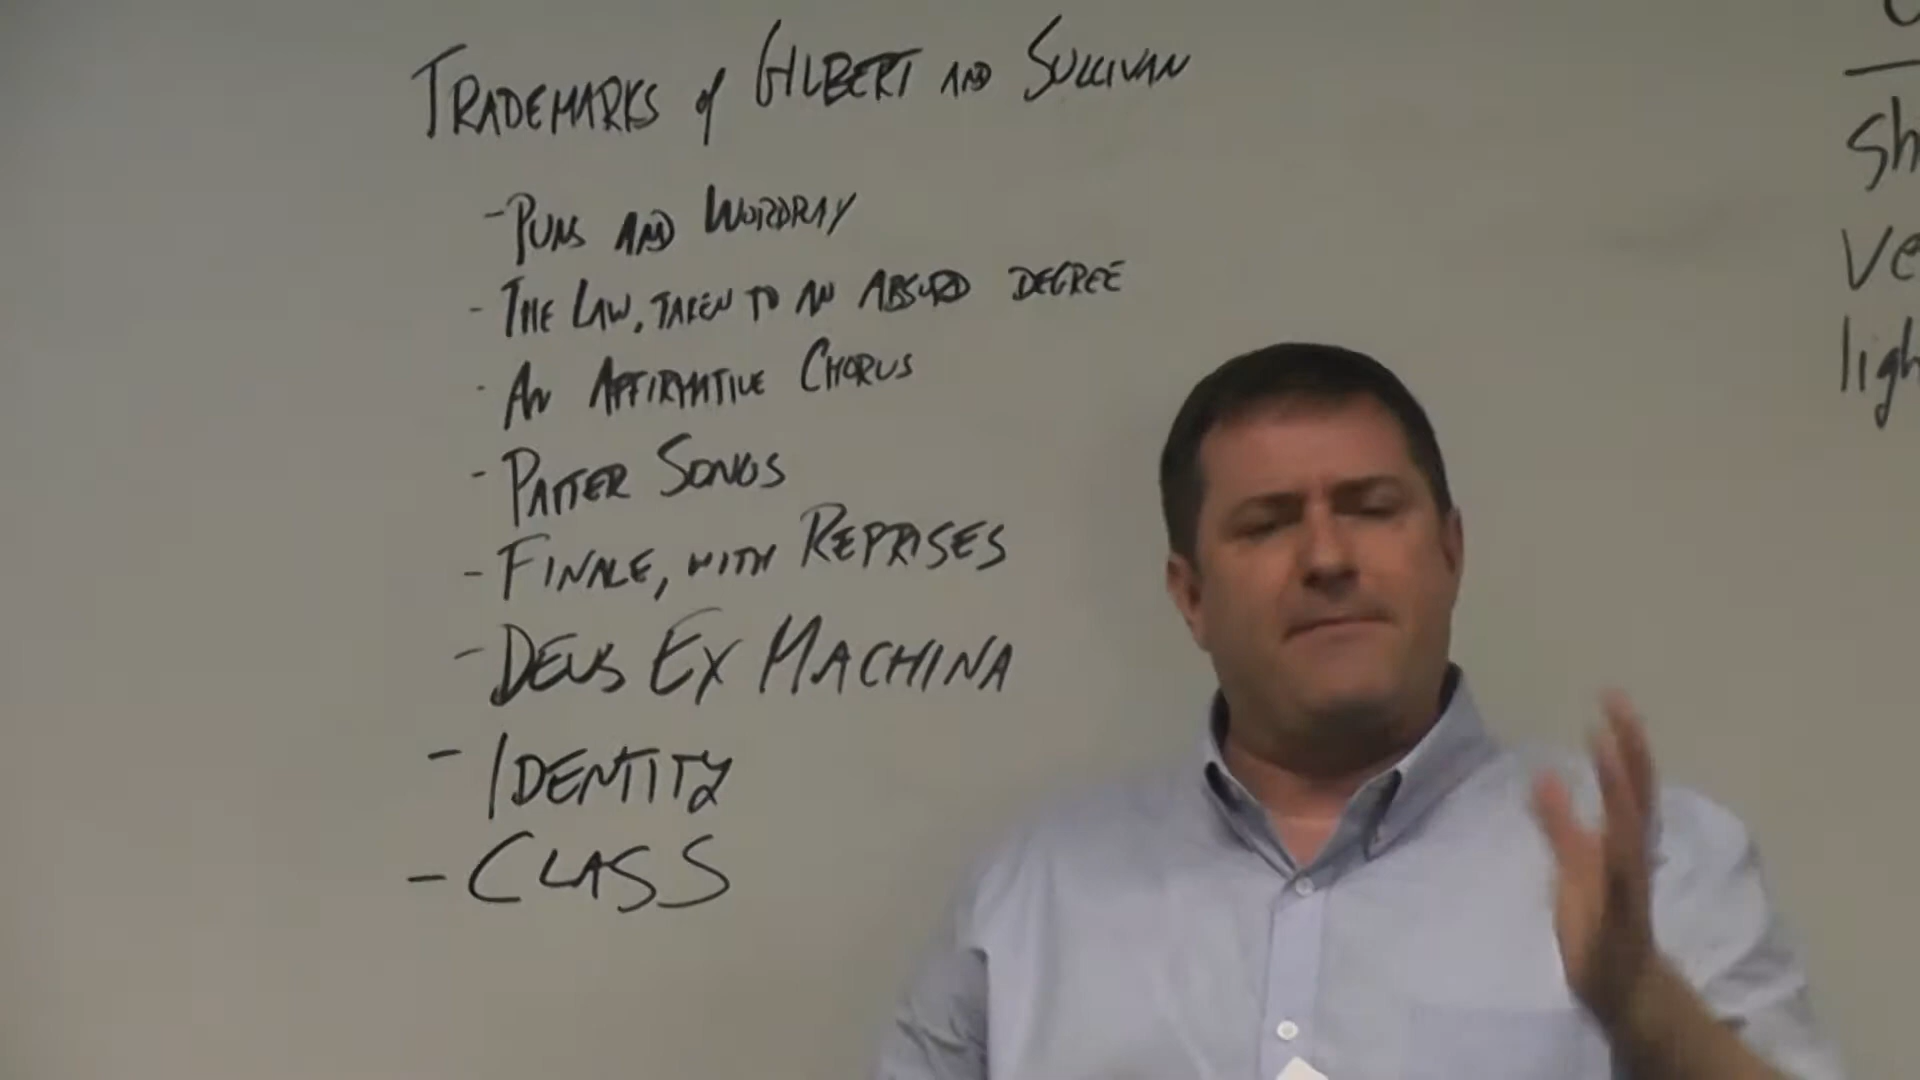 TRADEMARKS of GILBERT AND SULLIVAN
- PUNS AND WORDPLAY
- THE LAW, TAKEN TO AN ABSURD DEGREE
- AN AFFIRMATIVE CHORUS
- PATTER SONGS
- FINALE, WITH REPRISES
- DEUS EX MACHINA
- IDENTITY
- CLASS
sh
ve
ligh